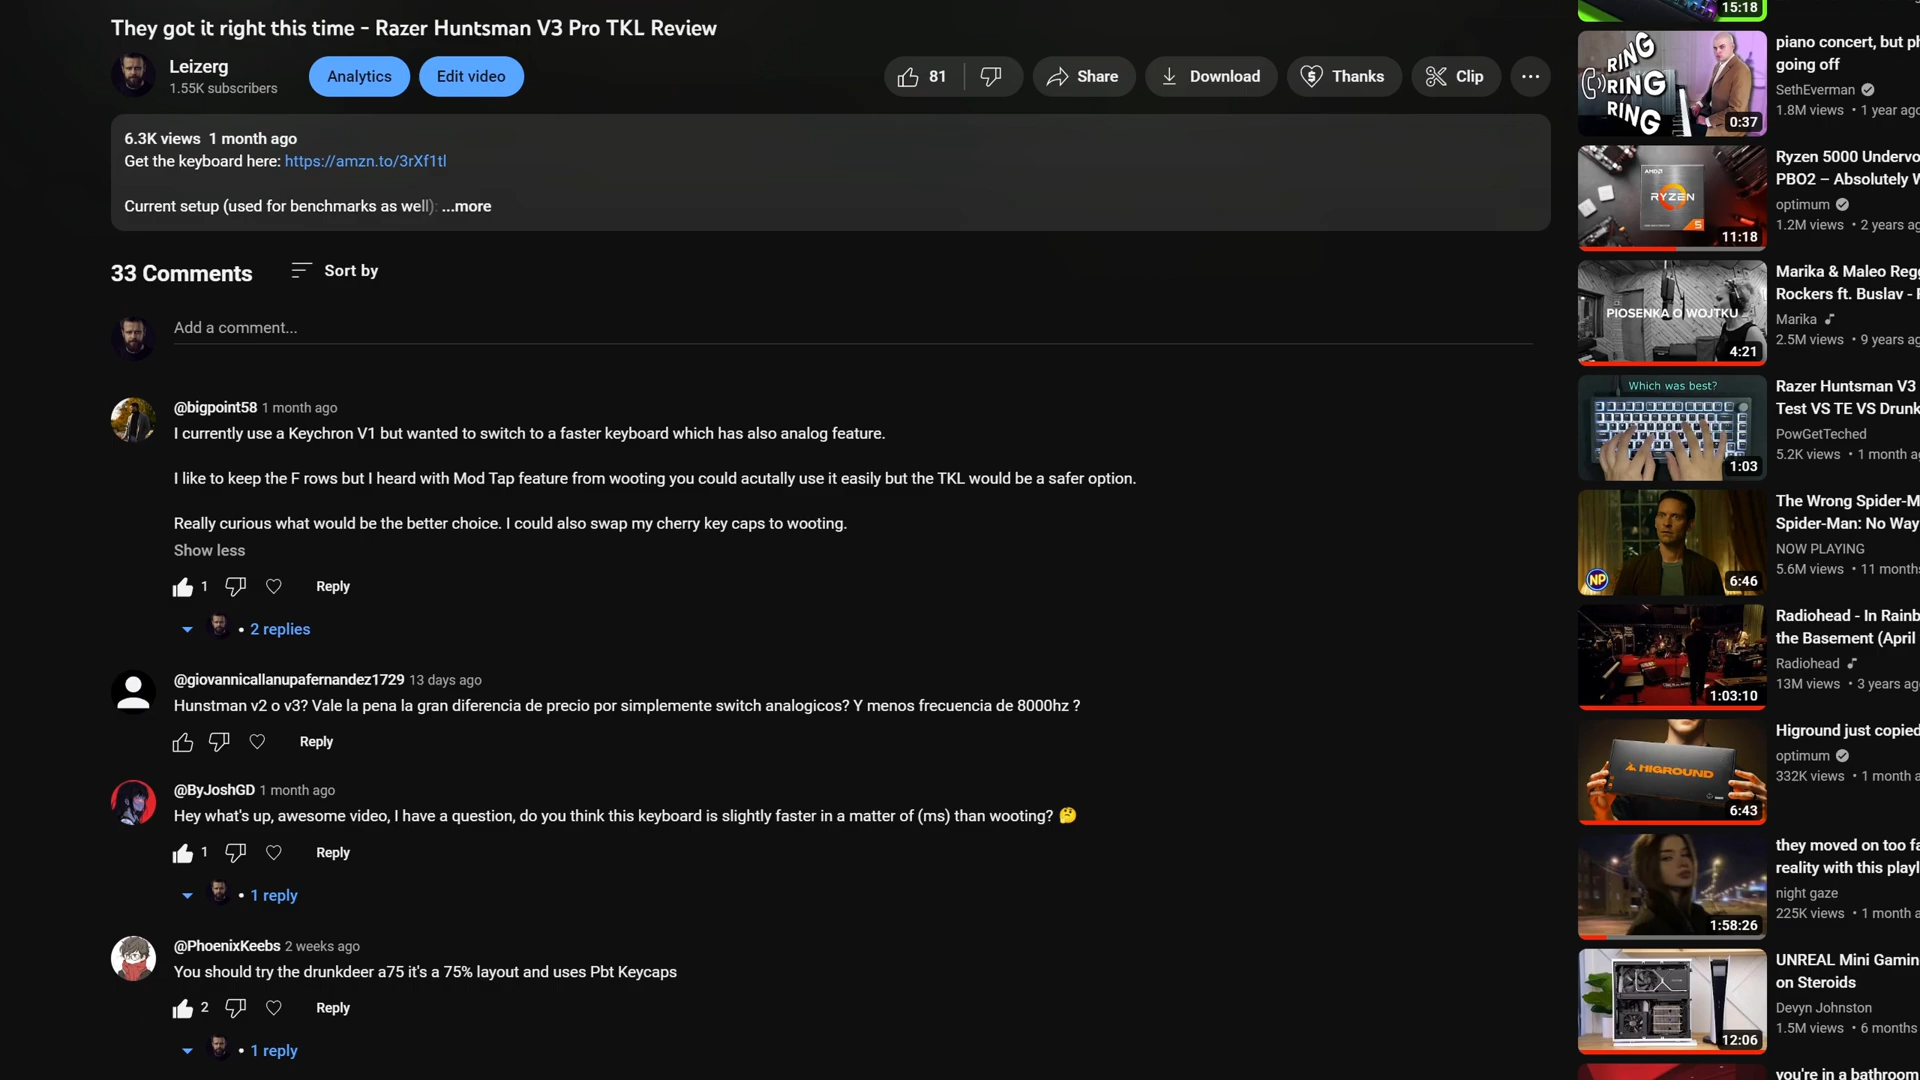 They got it right this time - Razer Huntsman V3 Pro TKL Review
Leizerg
1.55K subscribers
Analytics
Edit video
81
Share
Download
Thanks
Clip
6.3K views 1 month ago
Get the keyboard here: https://amzn.to/3rXf1tl
Current setup (used for benchmarks as well): ...more
33 Comments
Sort by
Add a comment...
@bigpoint58 1 month ago
I currently use a Keychron V1 but wanted to switch to a faster keyboard which has also analog feature.
I like to keep the F rows but I heard with Mod Tap feature from wooting you could acutally use it easily but the TKL would be a safer option.
Really curious what would be the better choice. I could also swap my cherry key caps to wooting.
Show less
1
Reply
• 2 replies
@giovannicallanupafernandez1729 13 days ago
Hunstman v2 o v3? Vale la pena la gran diferencia de precio por simplemente switch analogicos? Y menos frecuencia de 8000hz ?
Reply
@ByJoshGD 1 month ago
Hey what's up, awesome video, I have a question, do you think this keyboard is slightly faster in a matter of (ms) than wooting? 🤔
1
Reply
• 1 reply
@PhoenixKeebs 2 weeks ago
You should try the drunkdeer a75 it's a 75% layout and uses Pbt Keycaps
2
Reply
• 1 reply
15:18
RING
RING
RING
0:37
piano concert, but ph
going off
SethEverman
1.8M views • 1 year ago
AMD
RYZEN
5
11:18
Ryzen 5000 Undervo
PBO2 – Absolutely W
optimum
1.2M views • 2 years ag
PIOSENKA O WOJTKU
4:21
Marika & Maleo Reg
Rockers ft. Buslav -
Marika
2.5M views • 9 years ag
Which was best?
1:03
Razer Huntsman V3
Test VS TE VS Drunk
PowGetTeched
5.2K views • 1 month a
NP
6:46
The Wrong Spider-M
Spider-Man: No Way
NOW PLAYING
5.6M views • 11 months
1:03:10
Radiohead - In Rainb
the Basement (April
Radiohead
13M views • 3 years ag
HIGROUND
6:43
Higround just copied
optimum
332K views • 1 month a
1:58:26
they moved on too fa
reality with this playl
night gaze
225K views • 1 month a
12:06
UNREAL Mini Gamin
on Steroids
Devyn Johnston
1.5M views • 6 months
you're in a bathroom